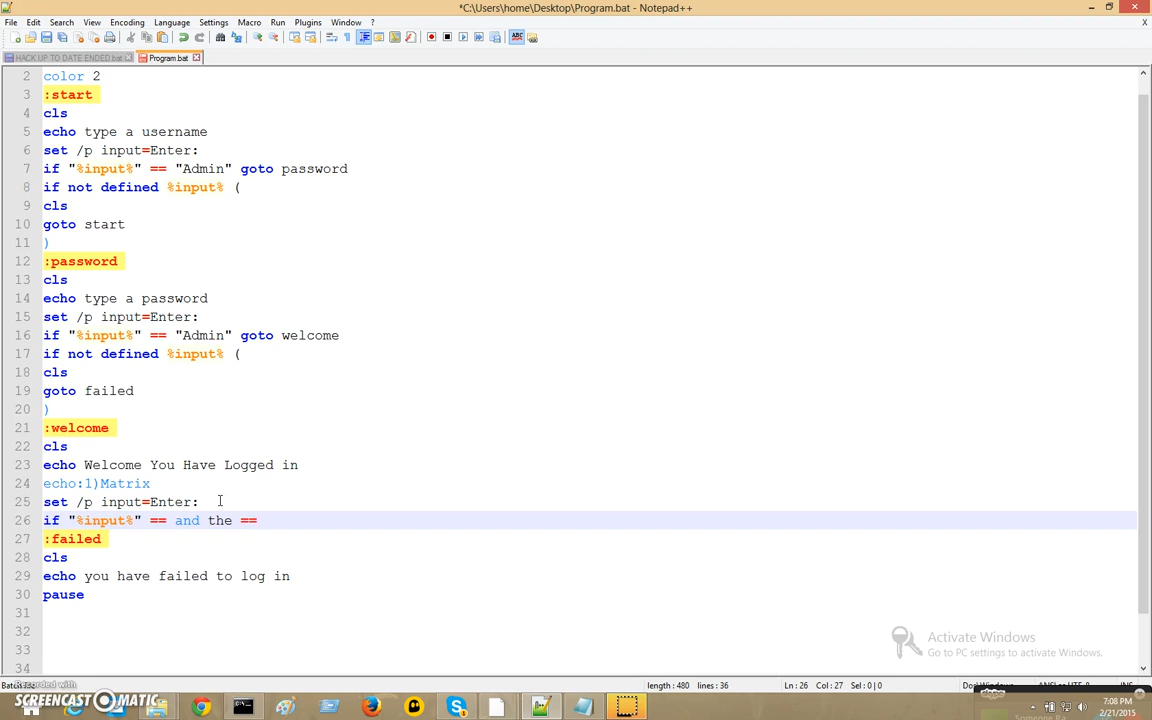 *C:\Users\home\Desktop\Program.bat - Notepad++
File Edit Search View Encoding Language Settings Macro Run Plugins Window ? X
HACK UP TO DATE ENDED.bat Program.bat
2 color 2
3 :start
4 cls
5 echo type a username
6 set /p input=Enter:
7 if "%input%" == "Admin" goto password
8 if not defined %input% (
9 cls
10 goto start
11 )
12 :password
13 cls
14 echo type a password
15 set /p input=Enter:
16 if "%input%" == "Admin" goto welcome
17 if not defined %input% (
18 cls
19 goto failed
20 )
21 :welcome
22 cls
23 echo Welcome You Have Logged in
24 echo:1)Matrix
25 set /p input=Enter:
26 if "%input%" == and the ==
27 :failed
28 cls
29 echo you have failed to log in
30 pause
31
32
33
34
Activate Windows
Go to PC settings to activate Windows.
length : 480 lines : 36 Ln : 26 Col : 27 Sel : 0 | 0
Recorded with
SCREENCAST MATIC
7:08 PM
2/21/2015